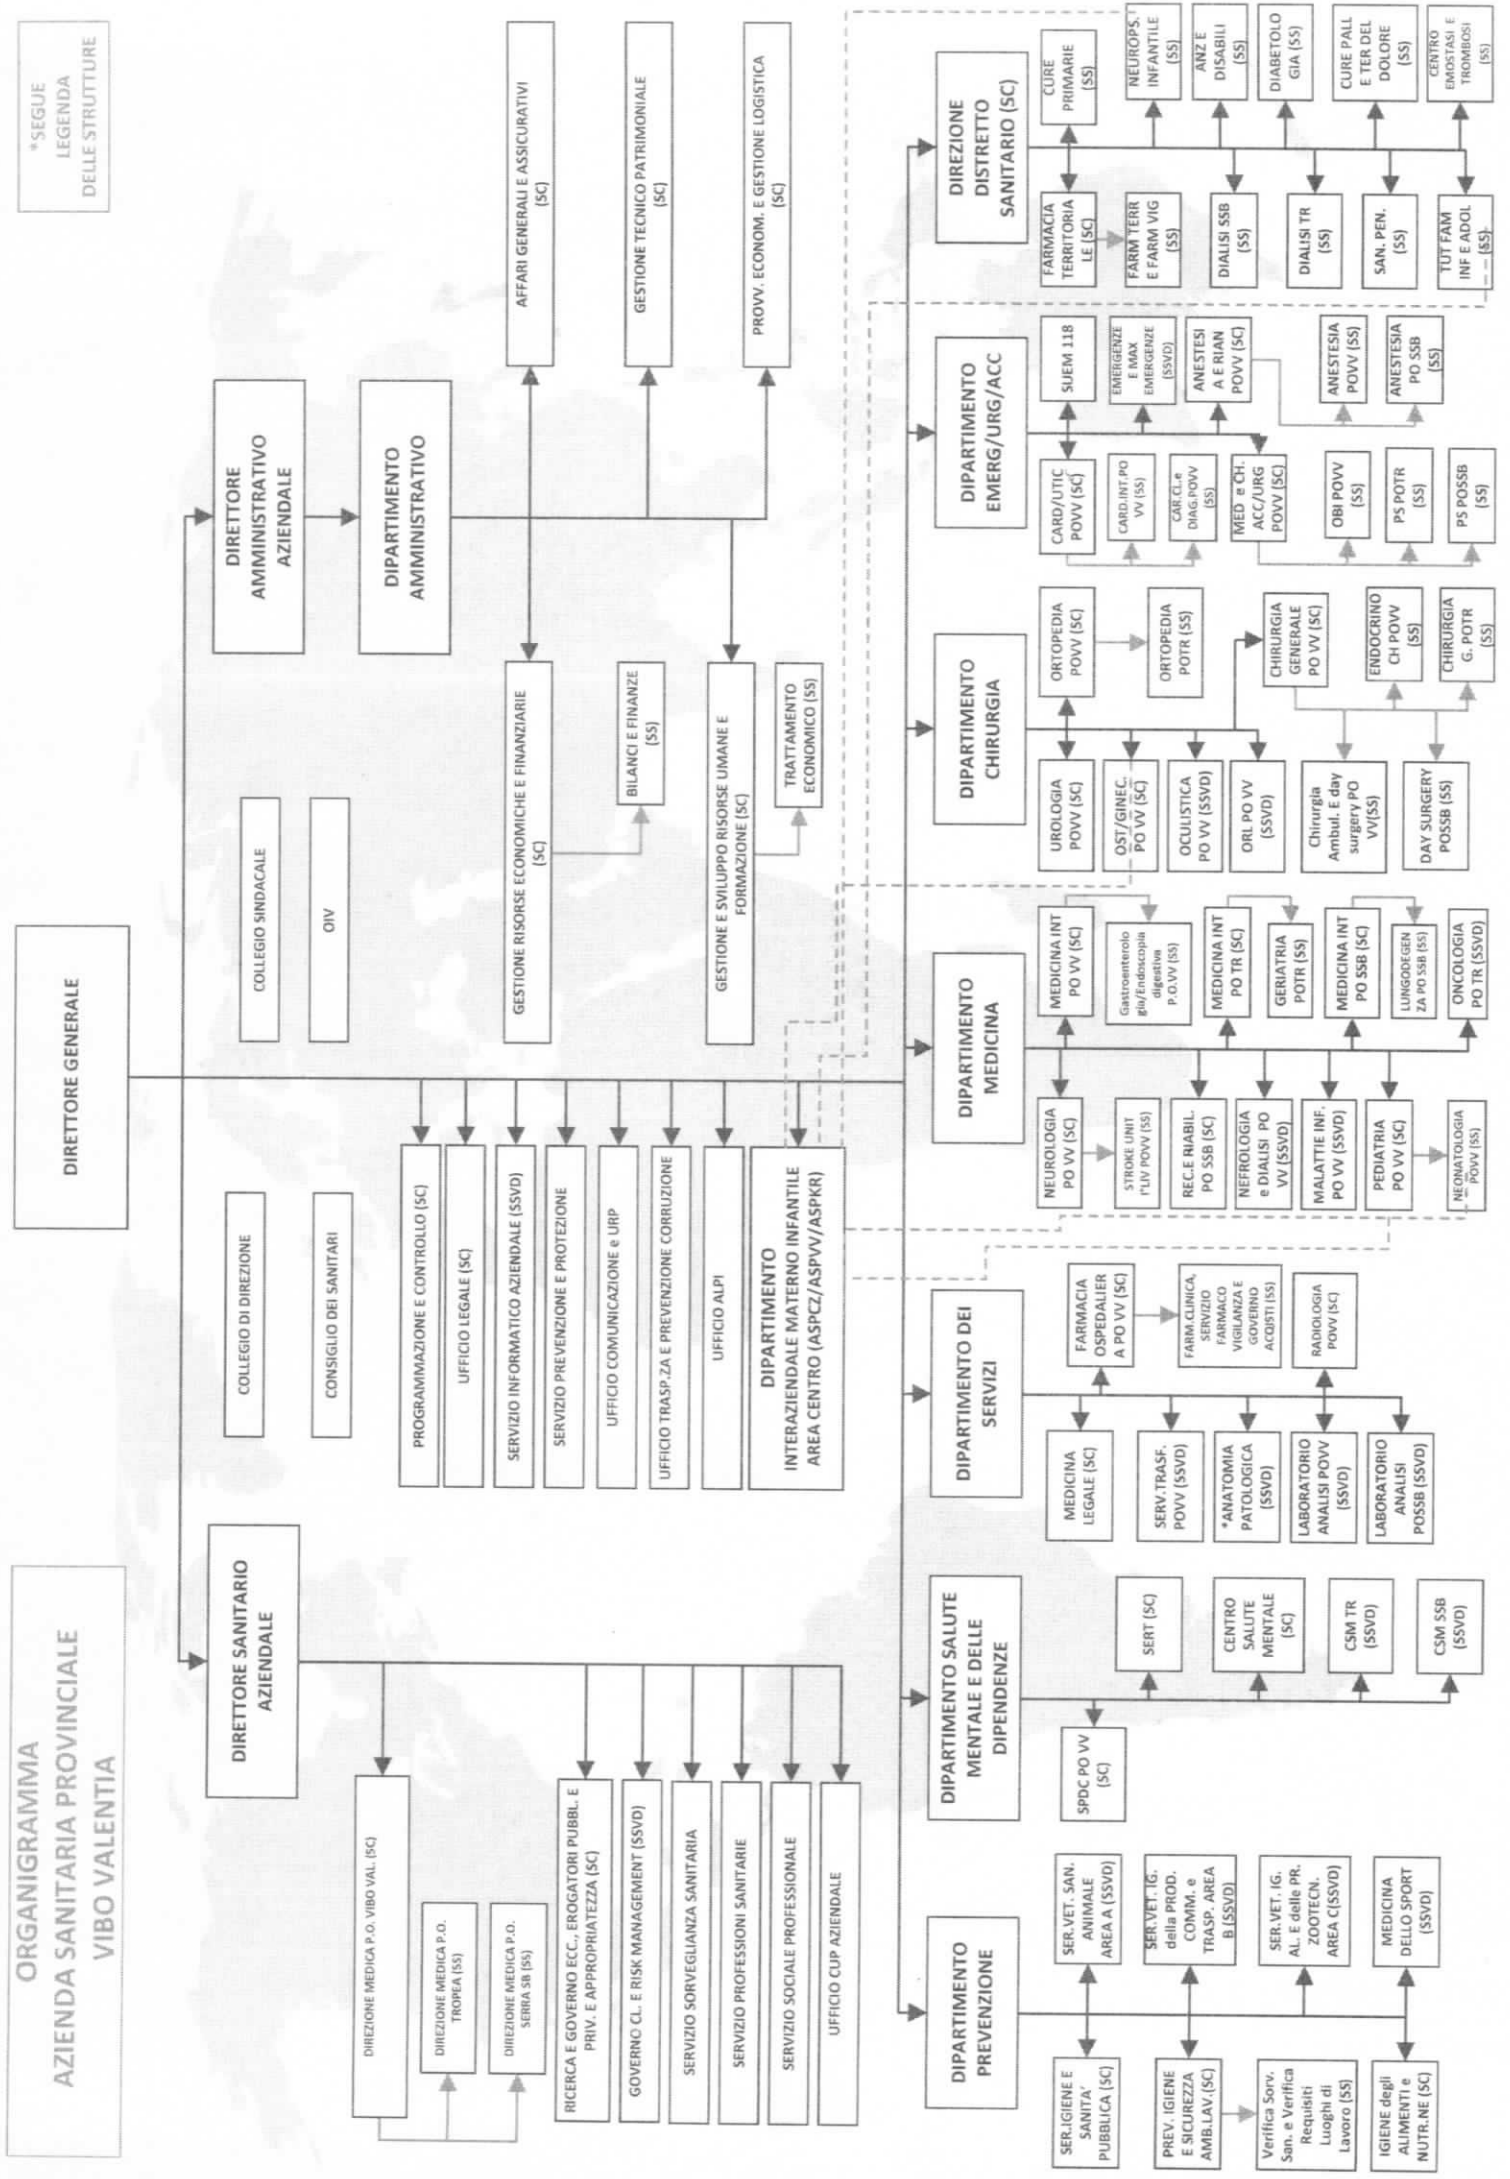 ORGANIGRAMMA
AZIENDA SANITARIA PROVINCIALE
VIBO VALENTIA
DIRETTORE GENERALE
*SEGUE
LEGENDA
DELLE STRUTTURE
COLLEGIO DI DIREZIONE
COLLEGIO SINDACALE
CONSIGLIO DEI SANITARI
OIV
DIRETTORE SANITARIO
AZIENDALE
DIREZIONE MEDICA P.O. VIBO VAL. (SC)
DIREZIONE MEDICA P.O.
TROPEA (SS)
DIREZIONE MEDICA P.O.
SERRA SB (SS)
RICERCA E GOVERNO ECC., EROGATORI PUBBL. E
PRIV. E APPROPRIATEZZA (SC)
GOVERNO CL. E RISK MANAGEMENT (SSVD)
SERVIZIO SORVEGLIANZA SANITARIA
SERVIZIO PROFESSIONI SANITARIE
SERVIZIO SOCIALE PROFESSIONALE
UFFICIO CUP AZIENDALE
PROGRAMMAZIONE E CONTROLLO (SC)
UFFICIO LEGALE (SC)
SERVIZIO INFORMATICO AZIENDALE (SSVD)
SERVIZIO PREVENZIONE E PROTEZIONE
UFFICIO COMUNICAZIONE e URP
UFFICIO TRASP.ZA E PREVENZIONE CORRUZIONE
UFFICIO ALPI
DIPARTIMENTO
INTERAZIENDALE MATERNO INFANTILE
AREA CENTRO (ASPCZ/ASPVV/ASPKR)
DIRETTORE
AMMINISTRATIVO
AZIENDALE
DIPARTIMENTO
AMMINISTRATIVO
GESTIONE RISORSE ECONOMICHE E FINANZIARIE
(SC)
BILANCI E FINANZE
(SS)
GESTIONE E SVILUPPO RISORSE UMANE E
FORMAZIONE (SC)
TRATTAMENTO
ECONOMICO (SS)
AFFARI GENERALI E ASSICURATIVI
(SC)
GESTIONE TECNICO PATRIMONIALE
(SC)
PROVV. ECONOM. E GESTIONE LOGISTICA
(SC)
DIPARTIMENTO
PREVENZIONE
SER.IGIENE E
SANITA'
PUBBLICA (SC)
SER.VET. SAN.
ANIMALE
AREA A (SSVD)
PREV. IGIENE
E SICUREZZA
AMB.LAV.(SC)
SER.VET. IG.
della PROD.
COMM. e
TRASP. AREA
B (SSVD)
Verifica Sorv.
San. e Verifica
Requisiti
Luoghi di
Lavoro (SS)
SER.VET. IG.
AL. E delle PR.
ZOOTECN.
AREA C(SSVD)
IGIENE degli
ALIMENTI e
NUTR.NE (SC)
MEDICINA
DELLO SPORT
(SSVD)
DIPARTIMENTO SALUTE
MENTALE E DELLE
DIPENDENZE
SPDC PO VV
(SC)
SERT (SC)
CENTRO
SALUTE
MENTALE
(SC)
CSM TR
(SSVD)
CSM SSB
(SSVD)
DIPARTIMENTO DEI
SERVIZI
MEDICINA
LEGALE (SC)
FARMACIA
OSPEDALIER
A PO VV (SC)
SERV.TRASF.
POVV (SSVD)
FARM.CLINICA,
SERVIZIO
FARMACO
VIGILANZA E
GOVERNO
ACQISTI (SS)
*ANATOMIA
PATOLOGICA
(SSVD)
LABORATORIO
ANALISI POVV
(SSVD)
RADIOLOGIA
POVV (SC)
LABORATORIO
ANALISI
POSSB (SSVD)
DIPARTIMENTO
MEDICINA
NEUROLOGIA
PO VV (SC)
MEDICINA INT
PO VV (SC)
STROKE UNIT
I°LIV POVV (SS)
Gastroenterolo
gia/Endoscopia
digestiva
P.O.VV (SS)
REC.E RIABIL.
PO SSB (SC)
MEDICINA INT
PO TR (SC)
NEFROLOGIA
e DIALISI PO
VV (SSVD)
GERIATRIA
POTR (SS)
MALATTIE INF.
PO VV (SSVD)
MEDICINA INT
PO SSB (SC)
PEDIATRIA
PO VV (SC)
LUNGODEGEN
ZA PO SSB (SS)
NEONATOLOGIA
POVV (SS)
ONCOLOGIA
PO TR (SSVD)
DIPARTIMENTO
CHIRURGIA
UROLOGIA
POVV (SC)
ORTOPEDIA
POVV (SC)
OST/GINEC.
PO VV (SC)
ORTOPEDIA
POTR (SS)
OCULISTICA
PO VV (SSVD)
ORL PO VV
(SSVD)
CHIRURGIA
GENERALE
PO VV (SC)
Chirurgia
Ambul. E day
surgery PO
VV(SS)
ENDOCRINO
CH POVV
(SS)
DAY SURGERY
POSSB (SS)
CHIRURGIA
G. POTR
(SS)
DIPARTIMENTO
EMERG/URG/ACC
CARD/UTIC
POVV (SC)
SUEM 118
CARD.INT.PO
VV (SS)
EMERGENZE
E MAX
EMERGENZE
(SSVD)
CAR.CL.e
DIAG.POVV
(SS)
ANESTESI
A E RIAN
POVV (SC)
MED e CH.
ACC/URG
POVV (SC)
OBI POVV
(SS)
ANESTESIA
POVV (SS)
PS POTR
(SS)
ANESTESIA
PO SSB
(SS)
PS POSSB
(SS)
DIREZIONE
DISTRETTO
SANITARIO (SC)
FARMACIA
TERRITORIA
LE (SC)
CURE
PRIMARIE
(SS)
FARM TERR
E FARM VIG
(SS)
NEUROPS.
INFANTILE
(SS)
DIALISI SSB
(SS)
ANZ E
DISABILI
(SS)
DIALISI TR
(SS)
DIABETOLO
GIA (SS)
SAN. PEN.
(SS)
CURE PALL
E TER DEL
DOLORE
(SS)
TUT FAM
INF E ADOL
(SS)
CENTRO
EMOSTASI E
TROMBOSI
(SS)